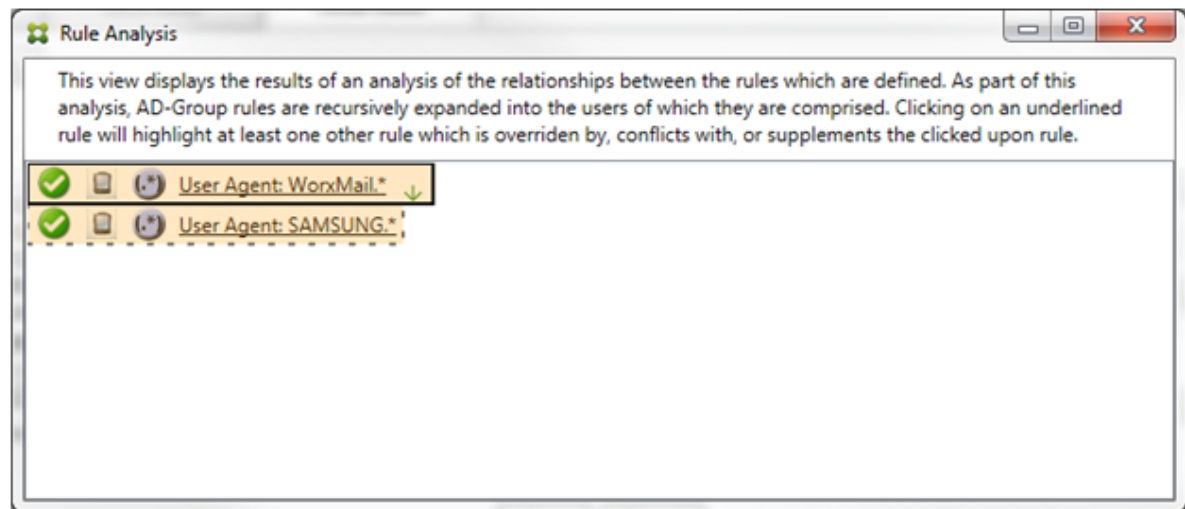 Rule Analysis
This view displays the results of an analysis of the relationships between the rules which are defined. As part of this
analysis, AD-Group rules are recursively expanded into the users of which they are comprised. Clicking on an underlined
rule will highlight at least one other rule which is overriden by, conflicts with, or supplements the clicked upon rule.
(.*) User Agent: WorxMail.*
(.*) User Agent: SAMSUNG.*